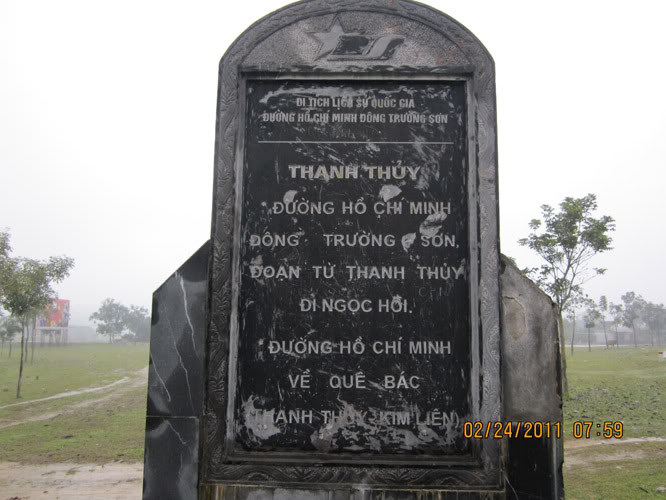 DI TÍCH LỊCH SỬ QUỐC GIA
ĐƯỜNG HỒ CHÍ MINH ĐÔNG TRƯỜNG SƠN
THANH THỦY
ĐƯỜNG HỒ CHÍ MINH
ĐÔNG TRƯỜNG SƠN,
ĐOẠN TỪ THANH THỦY
ĐI NGỌC HỒI.
ĐƯỜNG HỒ CHÍ MINH
VỀ QUÊ BÁC
(THANH THỦY - KIM LIÊN)
02/24/2011 07:59